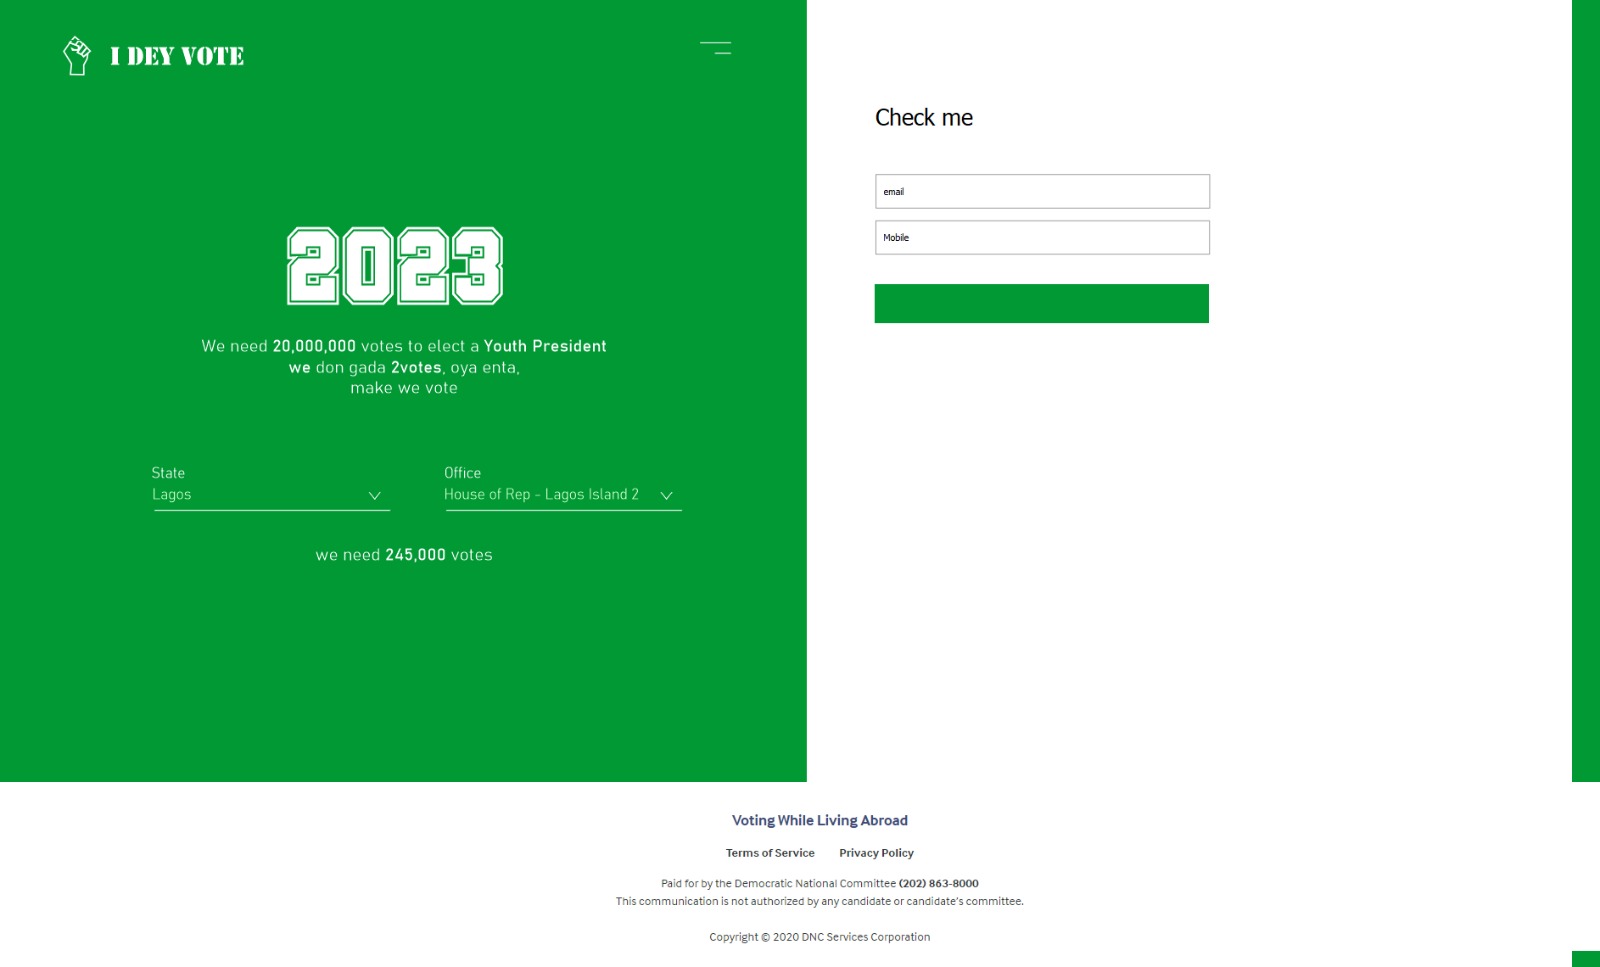 I DEY VOTE
2023
We need 20,000,000 votes to elect a Youth President
we don gada 2votes, oya enta,
make we vote
State
Lagos
Office
House of Rep - Lagos Island 2
we need 245,000 votes
Check me
email
Mobile
Voting While Living Abroad
Terms of Service Privacy Policy
Paid for by the Democratic National Committee (202) 863-8000
This communication is not authorized by any candidate or candidate's committee.
Copyright © 2020 DNC Services Corporation